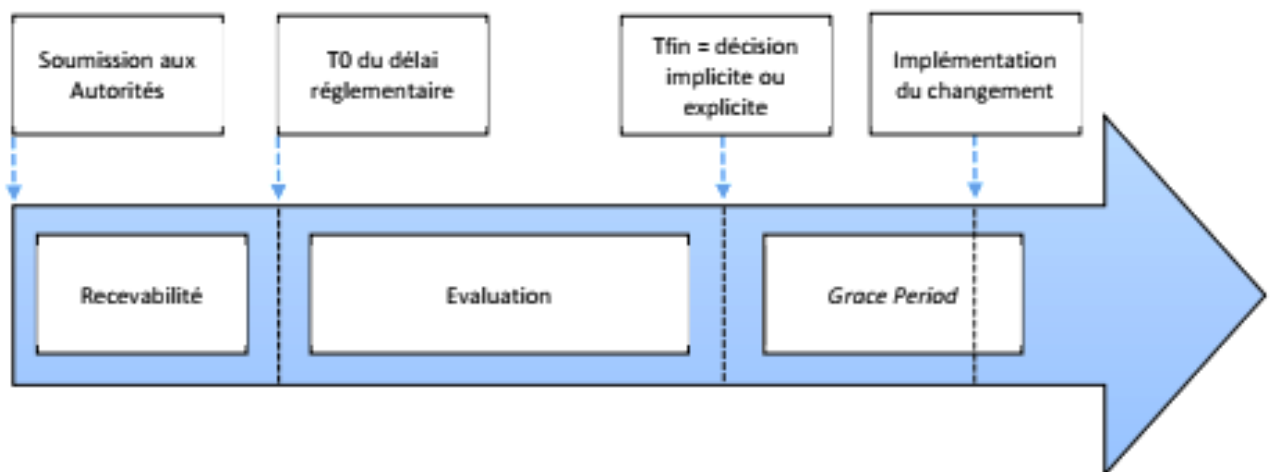 Soumission aux
Autorités
T0 du délai
réglementaire
Tfin = décision
implicite ou
explicite
Implémentation
du changement
Recevabilité
Evaluation
Grace Period